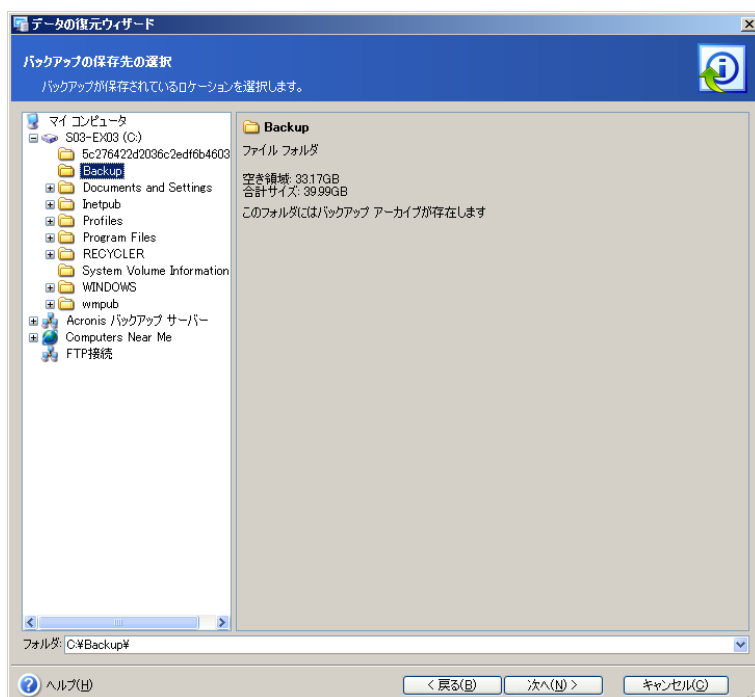 データの復元ウィザード
バックアップの保存先の選択
バックアップが保存されているロケーションを選択します。
マイ コンピュータ
S03-EX03 (C:)
5c276422d2036c2edf6b4603
Backup
Documents and Settings
Inetpub
Profiles
Program Files
RECYCLER
System Volume Information
WINDOWS
wmpub
Acronis バックアップ サーバー
Computers Near Me
FTP接続
Backup
ファイル フォルダ
空き領域: 33.17GB
合計サイズ: 39.99GB
このフォルダにはバックアップ アーカイブが存在します
フォルダ: C:¥Backup¥
ヘルプ(H)
< 戻る(B)
次へ(N) >
キャンセル(C)